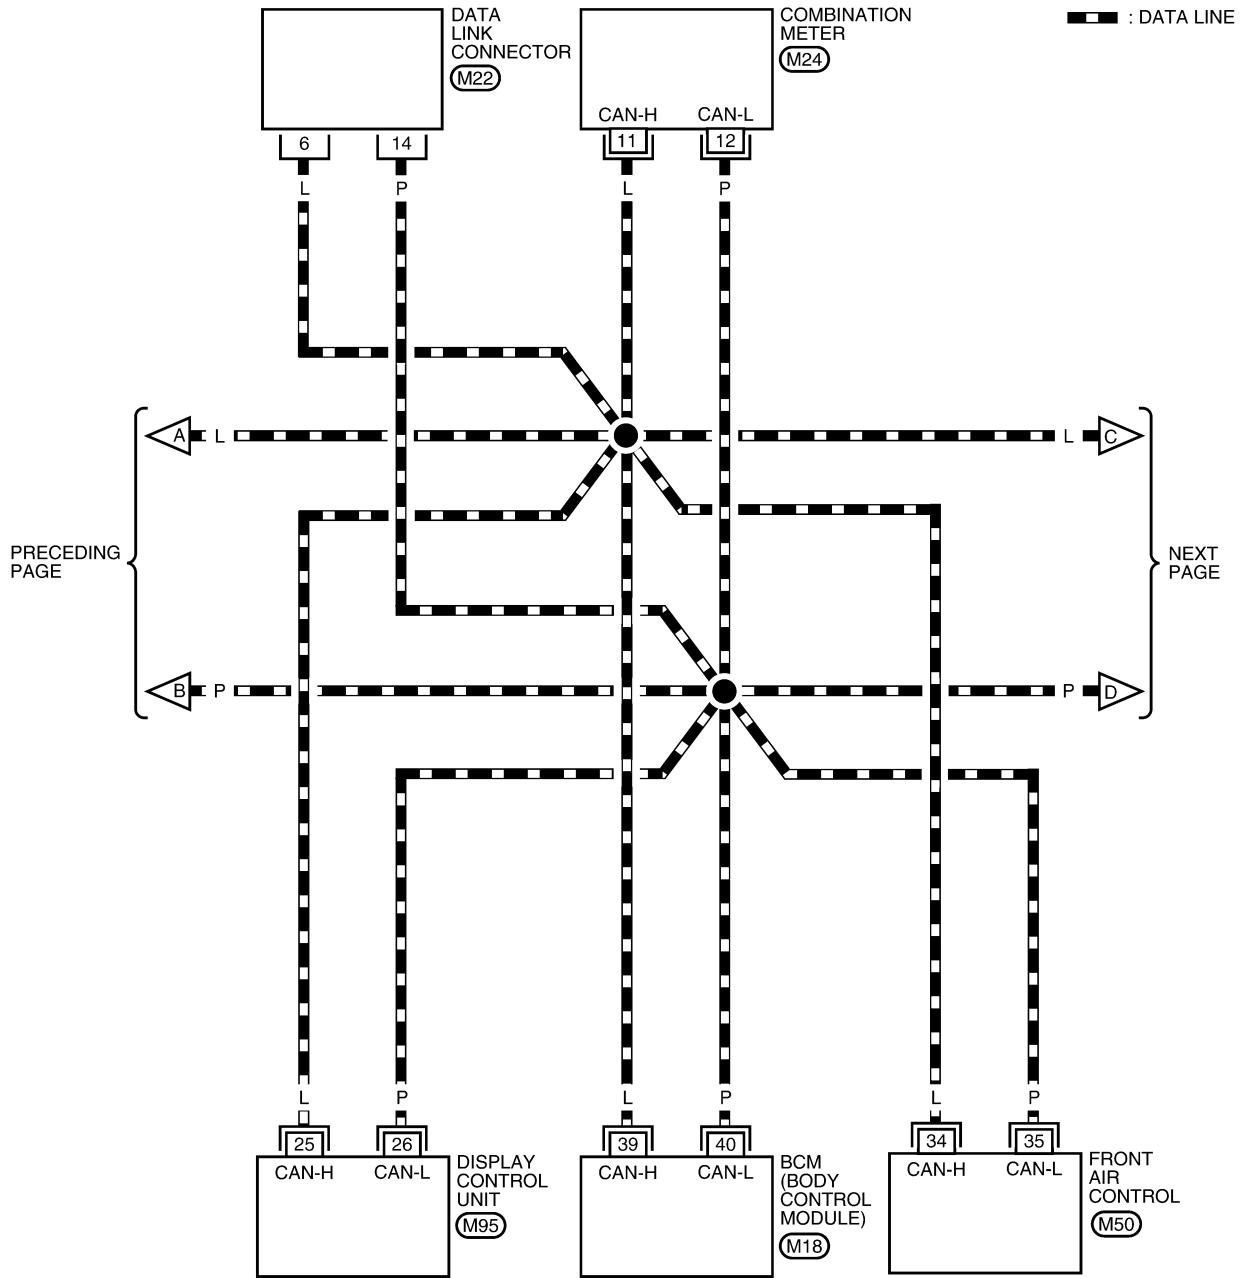 DATA
LINK
CONNECTOR
M22
COMBINATION
METER
M24
: DATA LINE
CAN-H CAN-L
6 14 11 12
L P L P
A L L C
PRECEDING
PAGE
NEXT
PAGE
B P P D
L P L P L P
25 26 39 40 34 35
CAN-H CAN-L
DISPLAY
CONTROL
UNIT
M95
CAN-H CAN-L
BCM
(BODY
CONTROL
MODULE)
M18
CAN-H CAN-L
FRONT
AIR
CONTROL
M50